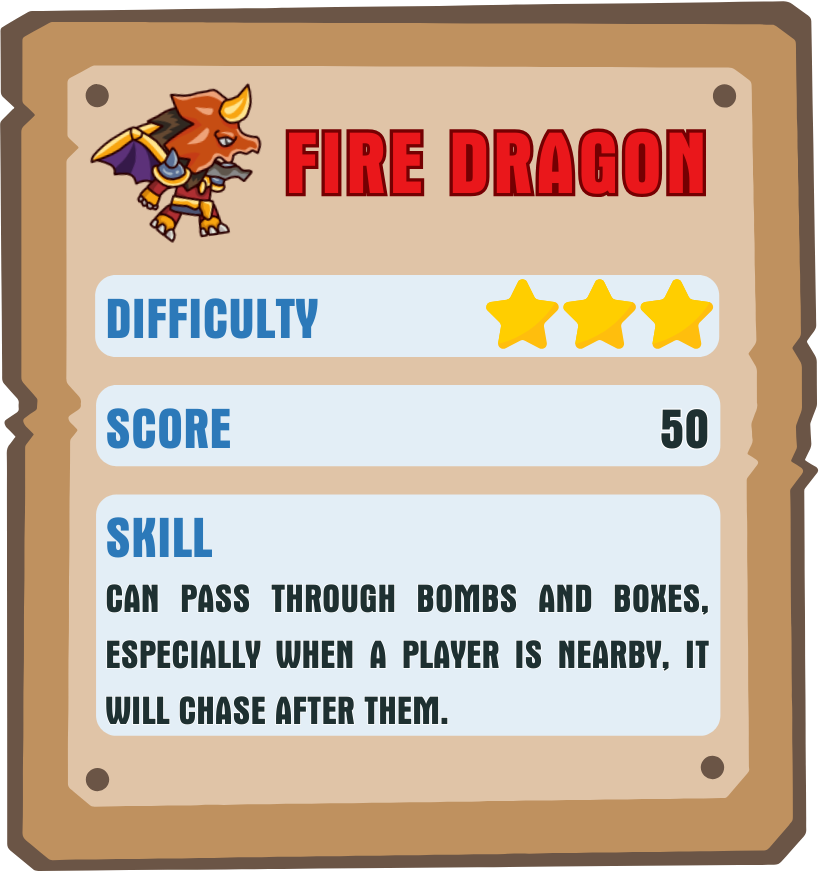 FIRE DRAGON
DIFFICULTY
SCORE 50
SKILL
CAN PASS THROUGH BOMBS AND BOXES,
ESPECIALLY WHEN A PLAYER IS NEARBY, IT
WILL CHASE AFTER THEM.